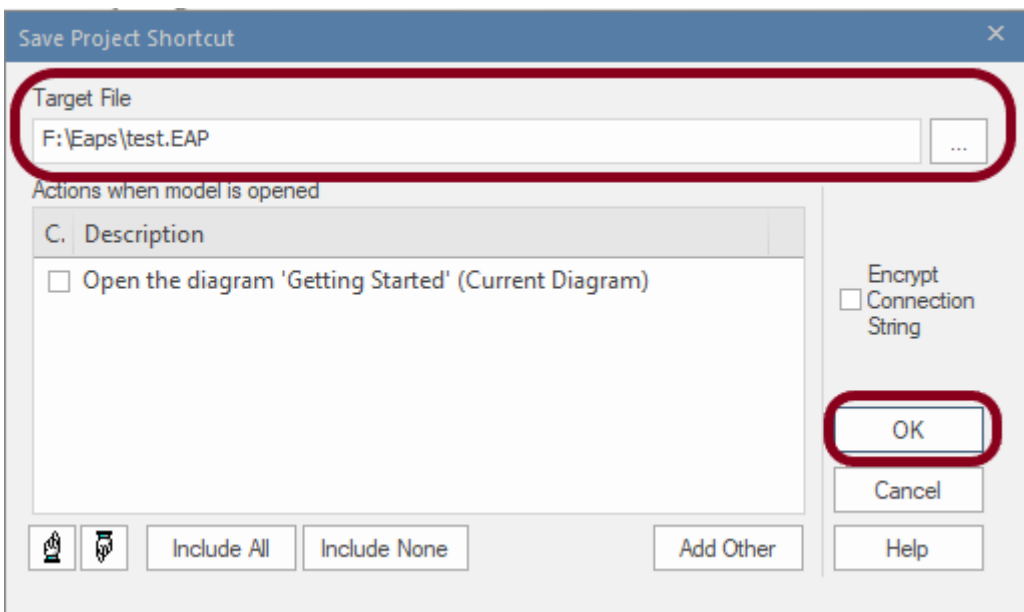 Save Project Shortcut
Target File
F:\Eaps\test.EAP
...
Actions when model is opened
C. Description
Open the diagram 'Getting Started' (Current Diagram)
Encrypt
Connection
String
OK
Cancel
Include All
Include None
Add Other
Help